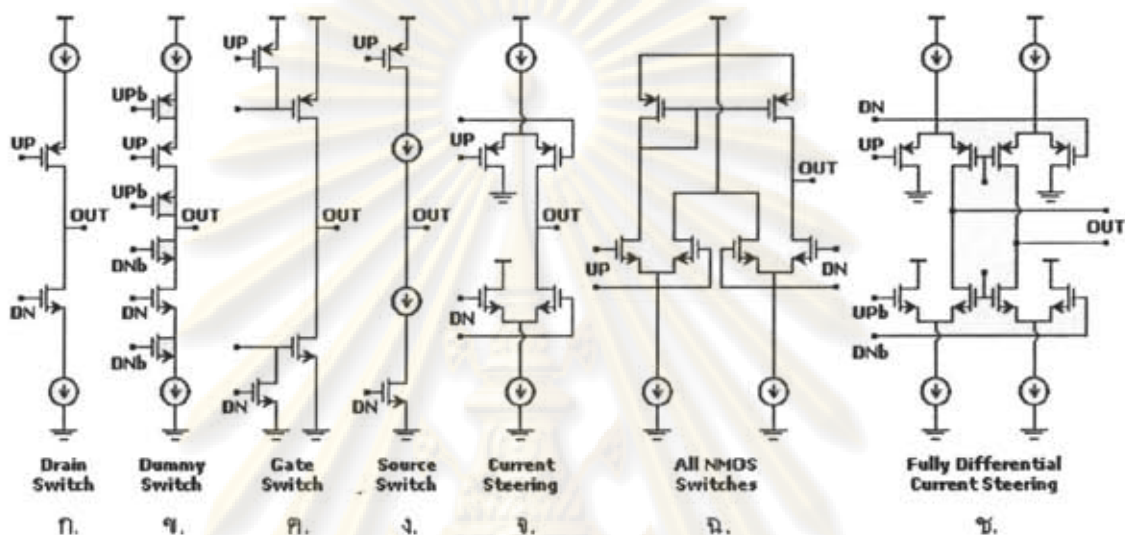 UP
UPb
UP
UP
UP
UPb
OUT
DNb
DN
DN
DNb
OUT
DN
UP
OUT
DN
UP
OUT
DN
OUT
UP
DN
DN
UP
OUT
UPb
DNb
Drain Switch
Dummy Switch
Gate Switch
Source Switch
Current Steering
All NMOS Switches
Fully Differential Current Steering
ก.
ข.
ค.
ง.
จ.
ฉ.
ช.